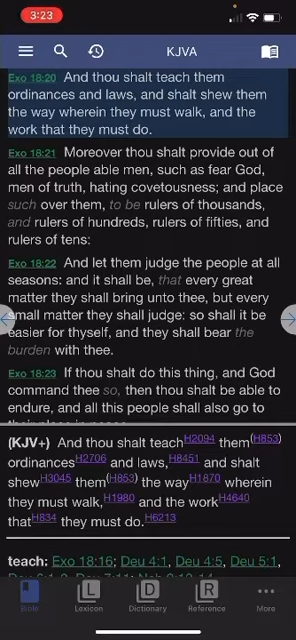 3:23
KJVA
Exo 18:20 And thou shalt teach them
ordinances and laws, and shalt shew them
the way wherein they must walk, and the
work that they must do.
Exo 18:21 Moreover thou shalt provide out of
all the people able men, such as fear God,
men of truth, hating covetousness; and place
such over them, to be rulers of thousands,
and rulers of hundreds, rulers of fifties, and
rulers of tens:
Exo 18:22 And let them judge the people at all
seasons: and it shall be, that every great
matter they shall bring unto thee, but every
small matter they shall judge: so shall it be
easier for thyself, and they shall bear the
burden with thee.
Exo 18:23 If thou shalt do this thing, and God
command thee so, then thou shalt be able to
endure, and all this people shall also go to
their place in peace.
(KJV+) And thou shalt teach H2094 them (H853)
ordinances H2706 and laws, H8451 and shalt
shew H3045 them (H853) the way H1870 wherein
they must walk, H1980 and the work H4640
that H834 they must do. H6213
teach: Exo 18:16; Deu 4:1, Deu 4:5, Deu 5:1,
Bible Lexicon Dictionary Reference More